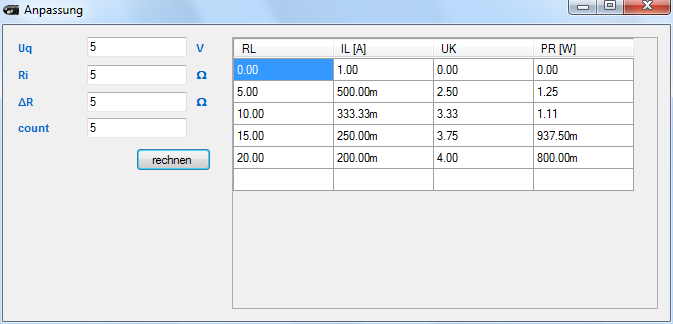 Anpassung
Uq 5 V
Ri 5 Ω
ΔR 5 Ω
count 5
rechnen
RL IL [A] UK PR [W]
0.00 1.00 0.00 0.00
5.00 500.00m 2.50 1.25
10.00 333.33m 3.33 1.11
15.00 250.00m 3.75 937.50m
20.00 200.00m 4.00 800.00m